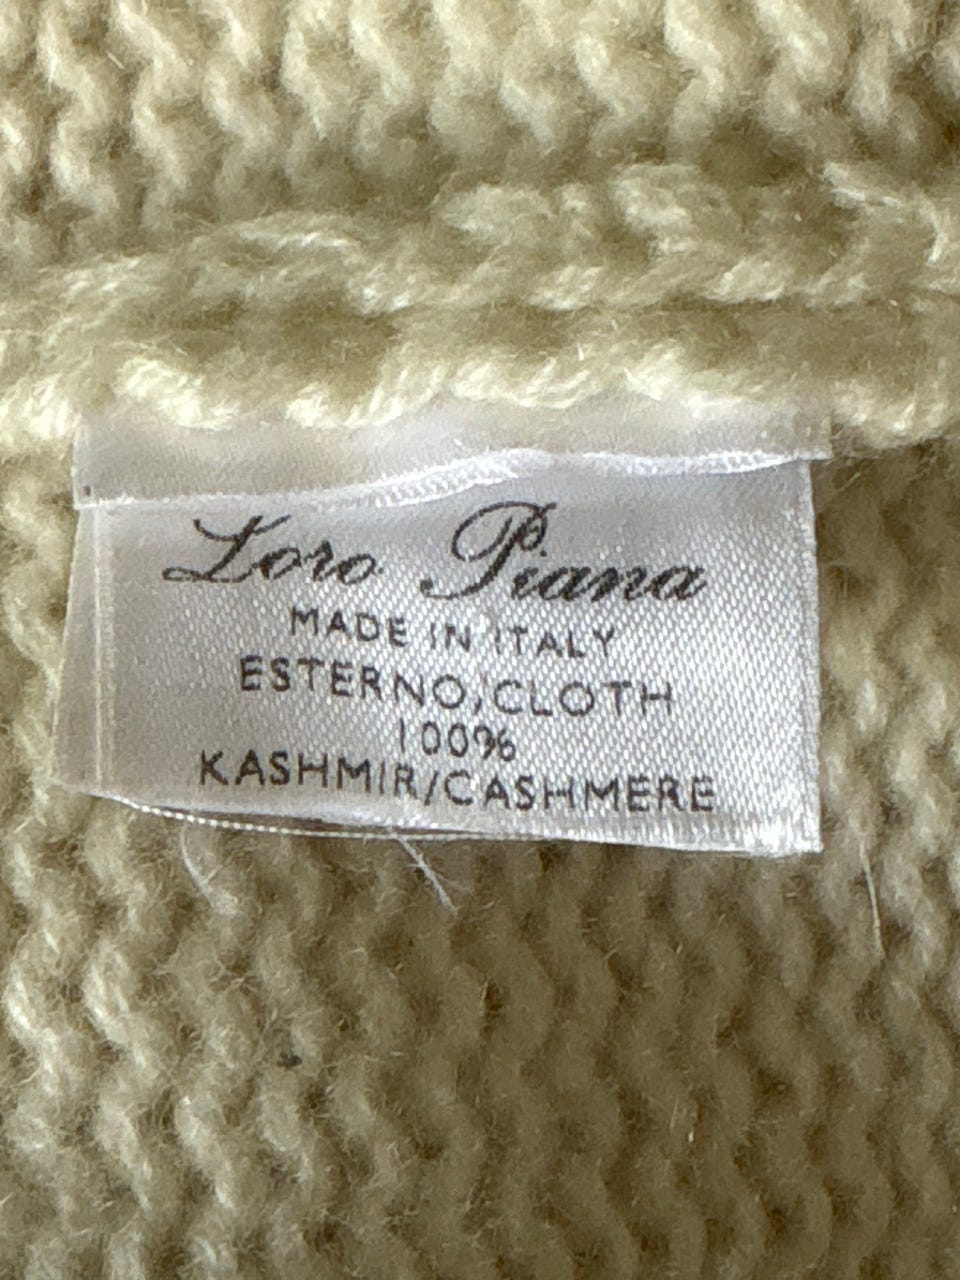 Loro Piana
MADE IN ITALY
ESTERNO/CLOTH
100%
KASHMIR/CASHMERE